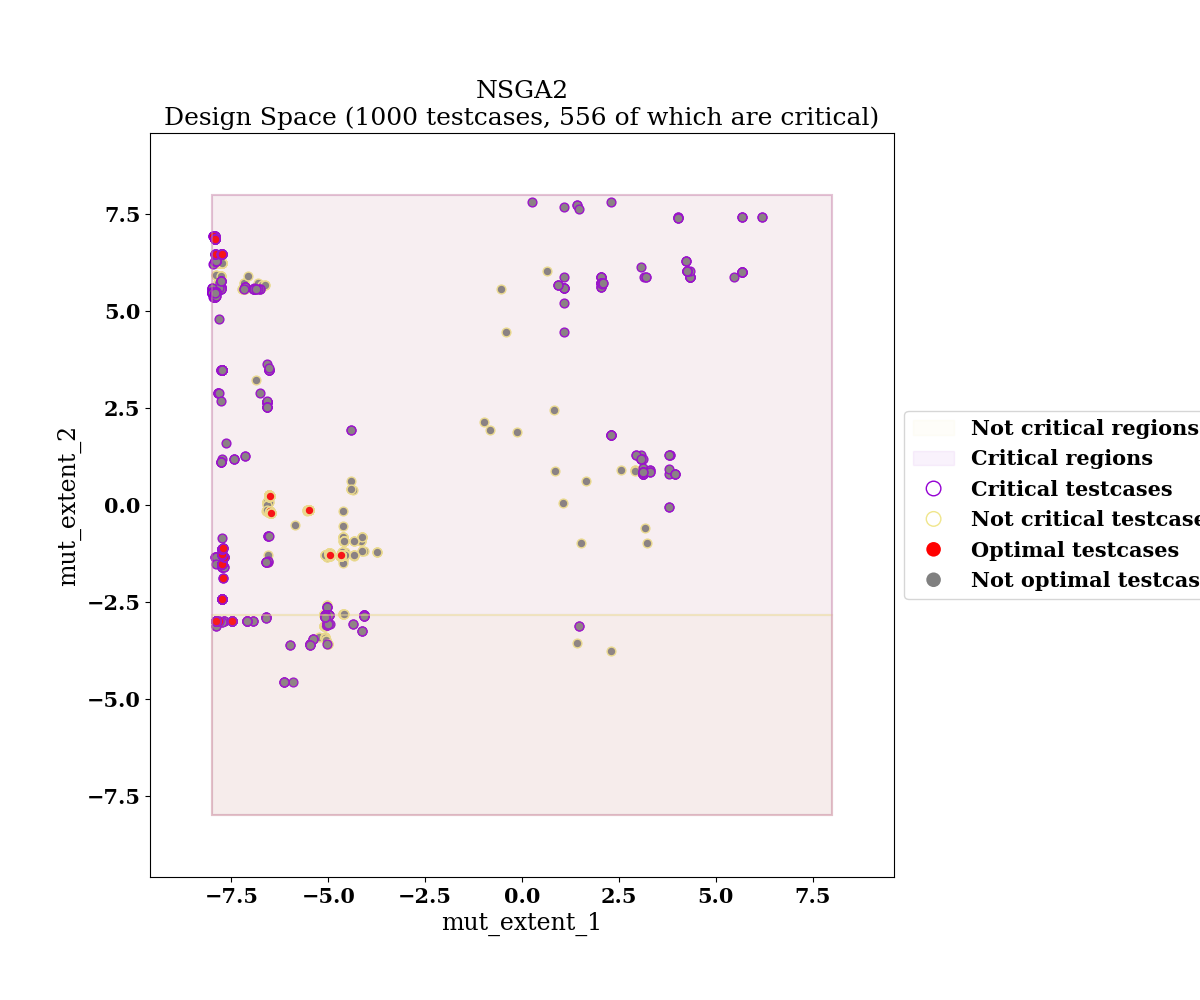 NSGA2
Design Space (1000 testcases, 556 of which are critical)
mut_extent_2
7.5
5.0
2.5
0.0
−2.5
−5.0
−7.5
−7.5
−5.0
−2.5
0.0
2.5
5.0
7.5
mut_extent_1
Not critical regions
Critical regions
Critical testcases
Not critical testcase
Optimal testcases
Not optimal testcas